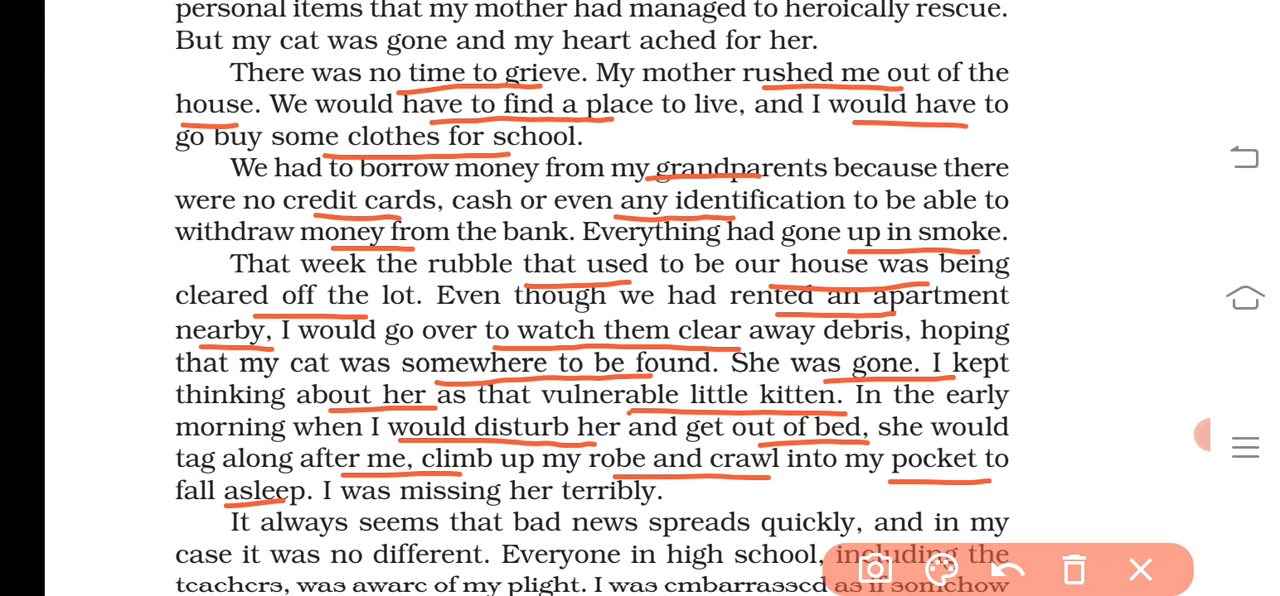 personal items that my mother had managed to heroically rescue.
But my cat was gone and my heart ached for her.
There was no time to grieve. My mother rushed me out of the
house. We would have to find a place to live, and I would have to
go buy some clothes for school.
We had to borrow money from my grandparents because there
were no credit cards, cash or even any identification to be able to
withdraw money from the bank. Everything had gone up in smoke.
That week the rubble that used to be our house was being
cleared off the lot. Even though we had rented an apartment
nearby, I would go over to watch them clear away debris, hoping
that my cat was somewhere to be found. She was gone. I kept
thinking about her as that vulnerable little kitten. In the early
morning when I would disturb her and get out of bed, she would
tag along after me, climb up my robe and crawl into my pocket to
fall asleep. I was missing her terribly.
It always seems that bad news spreads quickly, and in my
case it was no different. Everyone in high school, including the
teachers, was aware of my plight. I was embarrassed as if somehow